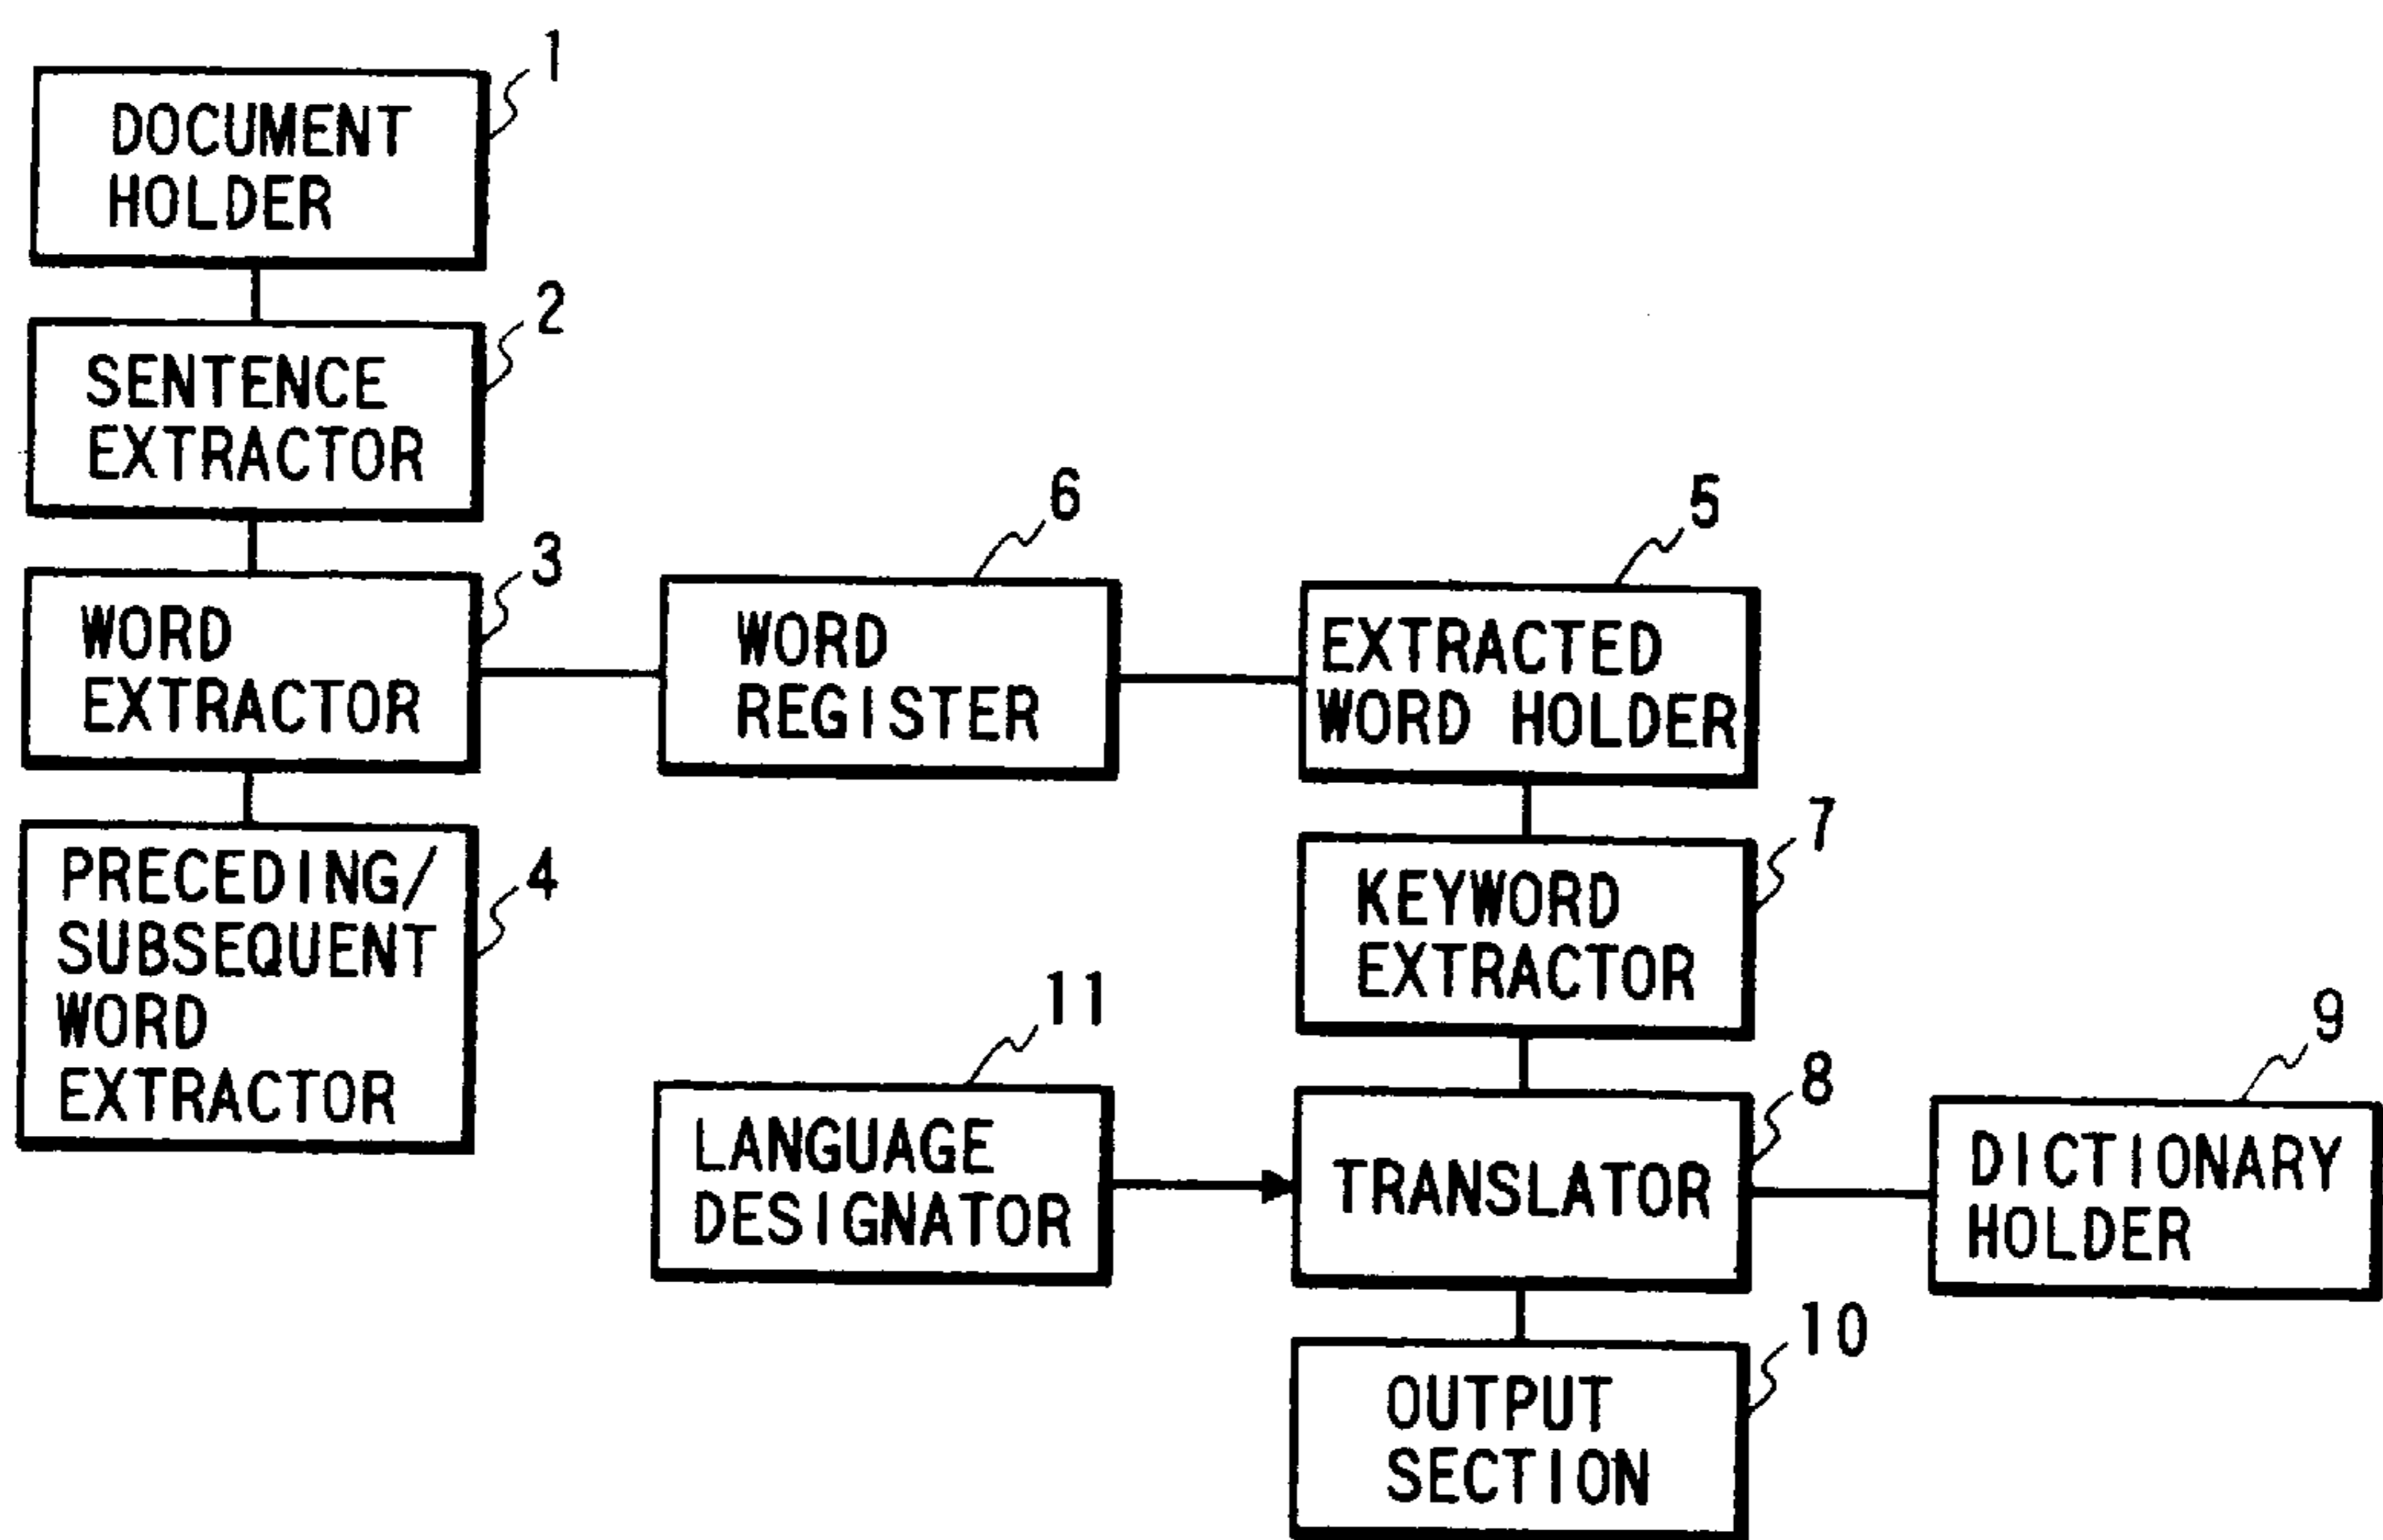 1
DOCUMENT
HOLDER
2
SENTENCE
EXTRACTOR
3
WORD
EXTRACTOR
4
PRECEDING/
SUBSEQUENT
WORD
EXTRACTOR
6
WORD
REGISTER
5
EXTRACTED
WORD HOLDER
7
KEYWORD
EXTRACTOR
11
LANGUAGE
DESIGNATOR
8
TRANSLATOR
9
DICTIONARY
HOLDER
10
OUTPUT
SECTION